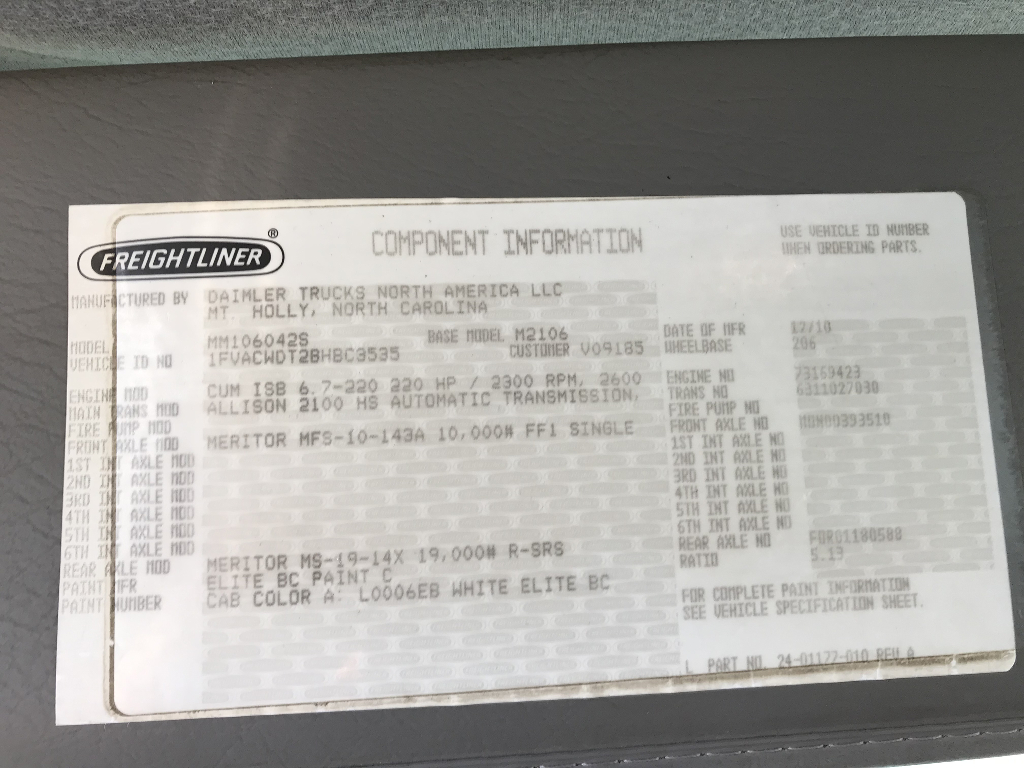 FREIGHTLINER®
COMPONENT INFORMATION
USE VEHICLE ID NUMBER
WHEN ORDERING PARTS.
MANUFACTURED BY DAIMLER TRUCKS NORTH AMERICA LLC
MT. HOLLY, NORTH CAROLINA
MODEL MM106042S BASE MODEL M2106 DATE OF MFR 12/10
VEHICLE ID NO 1FVACWDT2BHBC3535 CUSTOMER V09185 WHEELBASE 206
ENGINE MOD CUM ISB 6.7-220 220 HP / 2300 RPM, 2600 ENGINE NO 73169423
MAIN TRANS MOD ALLISON 2100 HS AUTOMATIC TRANSMISSION, TRANS NO 6311027030
FIRE PUMP MOD FIRE PUMP NO
FRONT AXLE MOD MERITOR MFS-10-143A 10,000# FF1 SINGLE FRONT AXLE NO
1ST INT AXLE MOD 1ST INT AXLE NO
2ND INT AXLE MOD 2ND INT AXLE NO
3RD INT AXLE MOD 3RD INT AXLE NO
4TH INT AXLE MOD 4TH INT AXLE NO
5TH INT AXLE MOD 5TH INT AXLE NO
6TH INT AXLE MOD 6TH INT AXLE NO
REAR AXLE MOD MERITOR MS-19-14X 19,000# R-SRS REAR AXLE NO
PAINT MFR ELITE BC PAINT C RATIO 5.13
PAINT NUMBER CAB COLOR A: L0006EB WHITE ELITE BC
FOR COMPLETE PAINT INFORMATION
SEE VEHICLE SPECIFICATION SHEET.
L PART NO. 24-01177-010 REV A